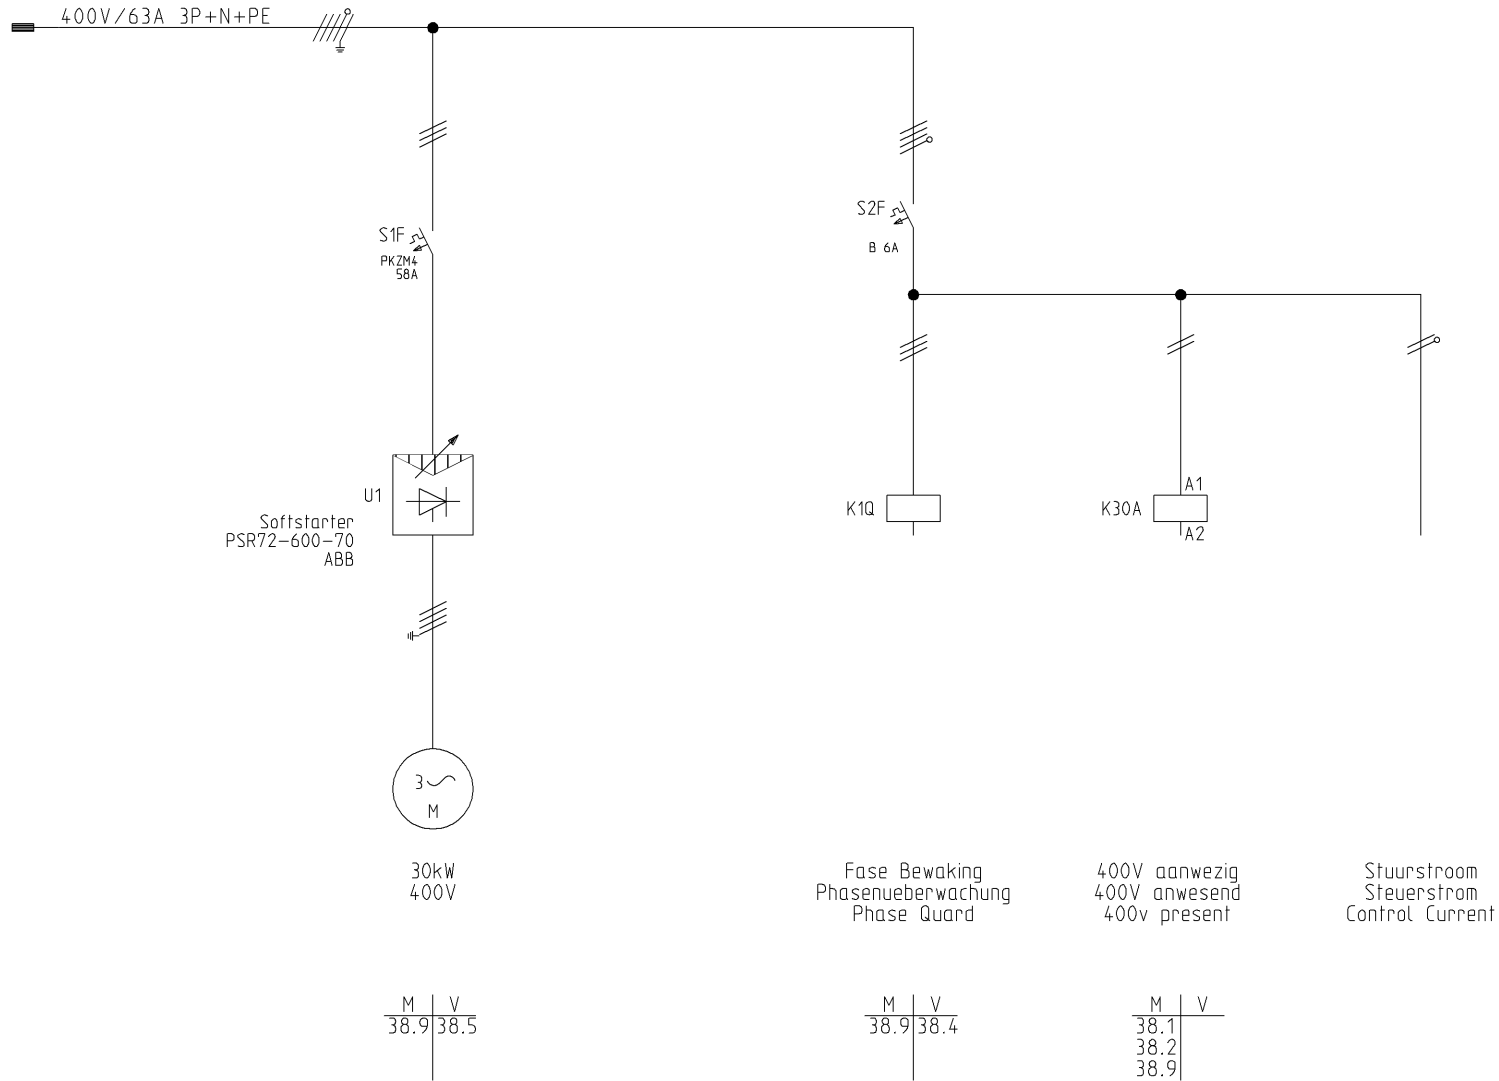 400V/63A 3P+N+PE
S1F
PKZM4
58A
S2F
B 6A
U1
Softstarter
PSR72-600-70
ABB
K1Q
K30A
A1
A2
3
M
30kW
400V
Fase Bewaking
Phasenueberwachung
Phase Quard
400V aanwezig
400V anwesend
400v present
Stuurstroom
Steuerstrom
Control Current
M V
38.9 38.5
M V
38.9 38.4
M V
38.1
38.2
38.9